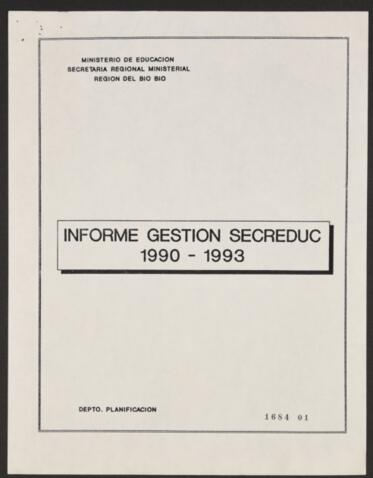 MINISTERIO DE EDUCACION
SECRETARIA REGIONAL MINISTERIAL
REGION DEL BIO BIO
INFORME GESTION SECREDUC
1990 - 1993
DEPTO. PLANIFICACION
1684 01